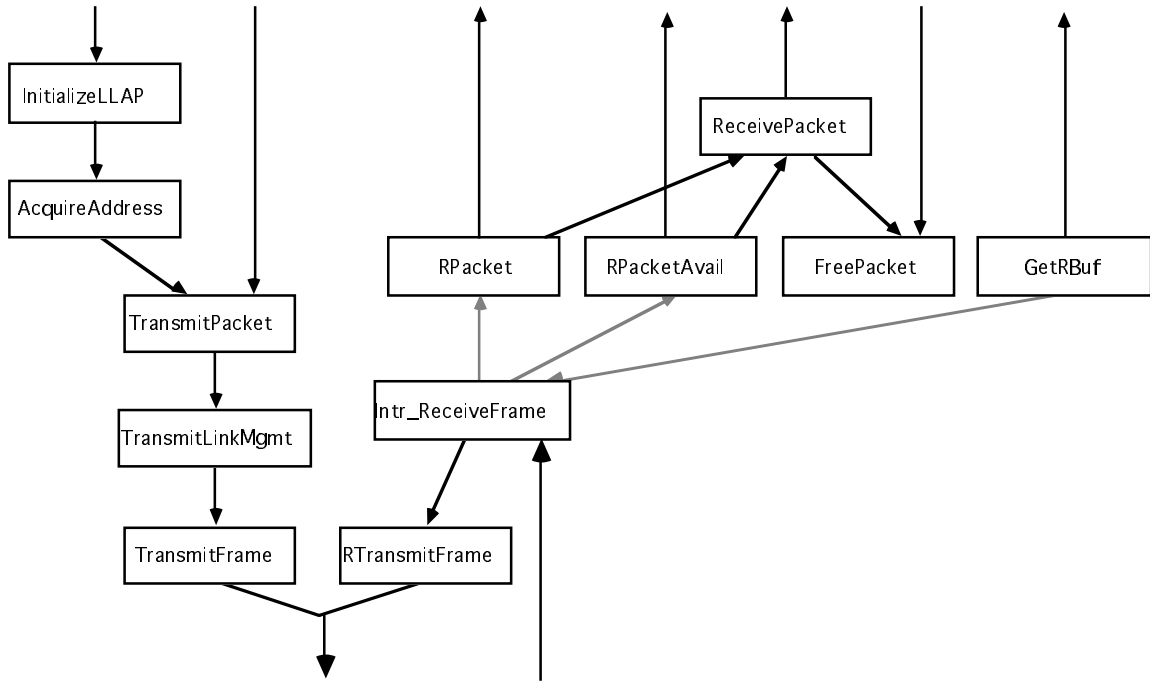 InitializeLLAP
ReceivePacket
AcquireAddress
RPacket
RPacketAvail
FreePacket
GetRBuf
TransmitPacket
Intr_ReceiveFrame
TransmitLinkMgmt
TransmitFrame
RTransmitFrame